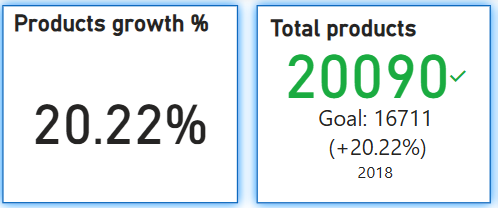 Products growth %
20.22%
Total products
20090
Goal: 16711
(+20.22%)
2018